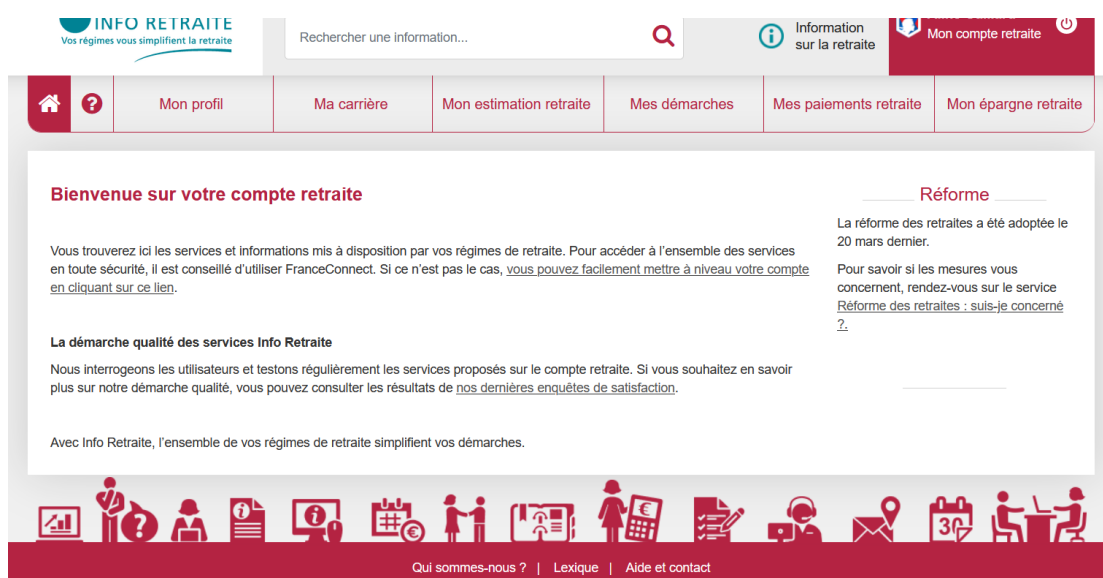 INFO RETRAITE
Vos régimes vous simplifient la retraite
Rechercher une information...
Information
sur la retraite
Mon compte retraite
Mon profil
Ma carrière
Mon estimation retraite
Mes démarches
Mes paiements retraite
Mon épargne retraite
Bienvenue sur votre compte retraite
Vous trouverez ici les services et informations mis à disposition par vos régimes de retraite. Pour accéder à l’ensemble des services
en toute sécurité, il est conseillé d’utiliser FranceConnect. Si ce n’est pas le cas, vous pouvez facilement mettre à niveau votre compte
en cliquant sur ce lien.
La démarche qualité des services Info Retraite
Nous interrogeons les utilisateurs et testons régulièrement les services proposés sur le compte retraite. Si vous souhaitez en savoir
plus sur notre démarche qualité, vous pouvez consulter les résultats de nos dernières enquêtes de satisfaction.
Avec Info Retraite, l’ensemble de vos régimes de retraite simplifient vos démarches.
Réforme
La réforme des retraites a été adoptée le
20 mars dernier.
Pour savoir si les mesures vous
concernent, rendez-vous sur le service
Réforme des retraites : suis-je concerné
?.
30
Qui sommes-nous ? | Lexique | Aide et contact